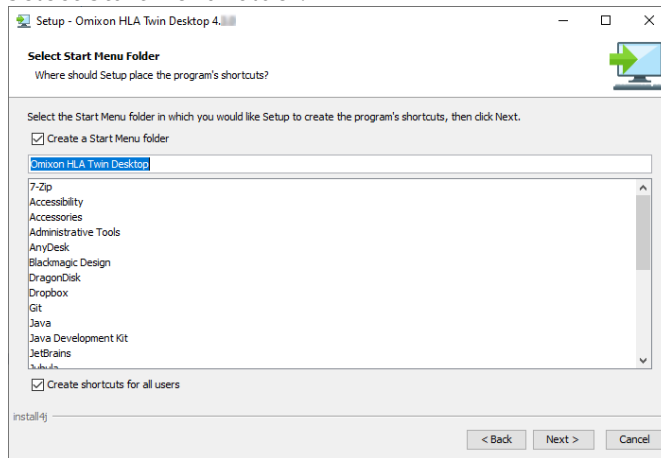 Setup - Omixon HLA Twin Desktop 4.
Select Start Menu Folder
Where should Setup place the program's shortcuts?
Select the Start Menu folder in which you would like Setup to create the program's shortcuts, then click Next.
Create a Start Menu folder
Omixon HLA Twin Desktop
7-Zip
Accessibility
Accessories
Administrative Tools
AnyDesk
Blackmagic Design
DragonDisk
Dropbox
Git
Java
Java Development Kit
JetBrains
Create shortcuts for all users
install4j
< Back Next > Cancel